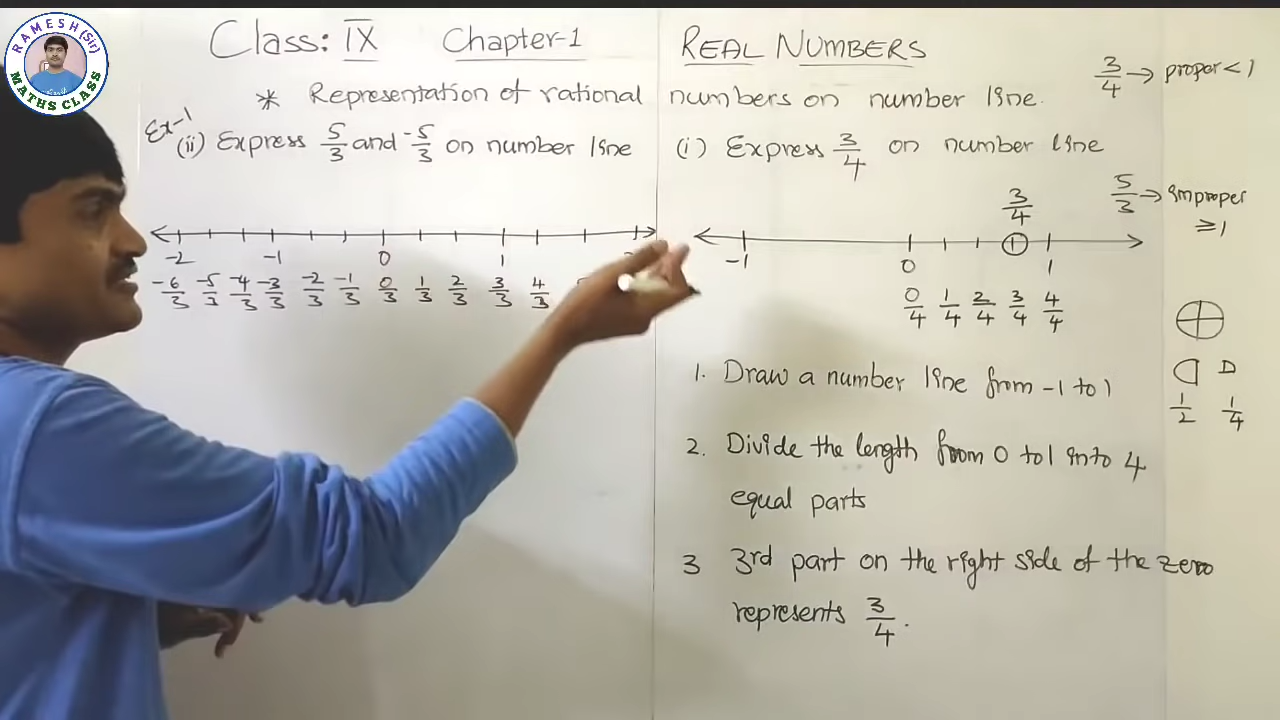 RAMESH (Sir)
MATHS CLASS
Class: IX Chapter-1
REAL NUMBERS
* Representation of rational numbers on number line.
3/4 → proper < 1
Ex-1
(ii) Express 5/3 and -5/3 on number line
-2 -1 0 1
-6/3 -5/3 -4/3 -3/3 -2/3 -1/3 0/3 1/3 2/3 3/3 4/3
(i) Express 3/4 on number line
5/3 → improper ≥ 1
3/4
-1 0 1
0/4 1/4 2/4 3/4 4/4
1/2 1/4
1. Draw a number line from -1 to 1
2. Divide the length from 0 to 1 into 4
equal parts
3 3rd part on the right side of the zero
represents 3/4.